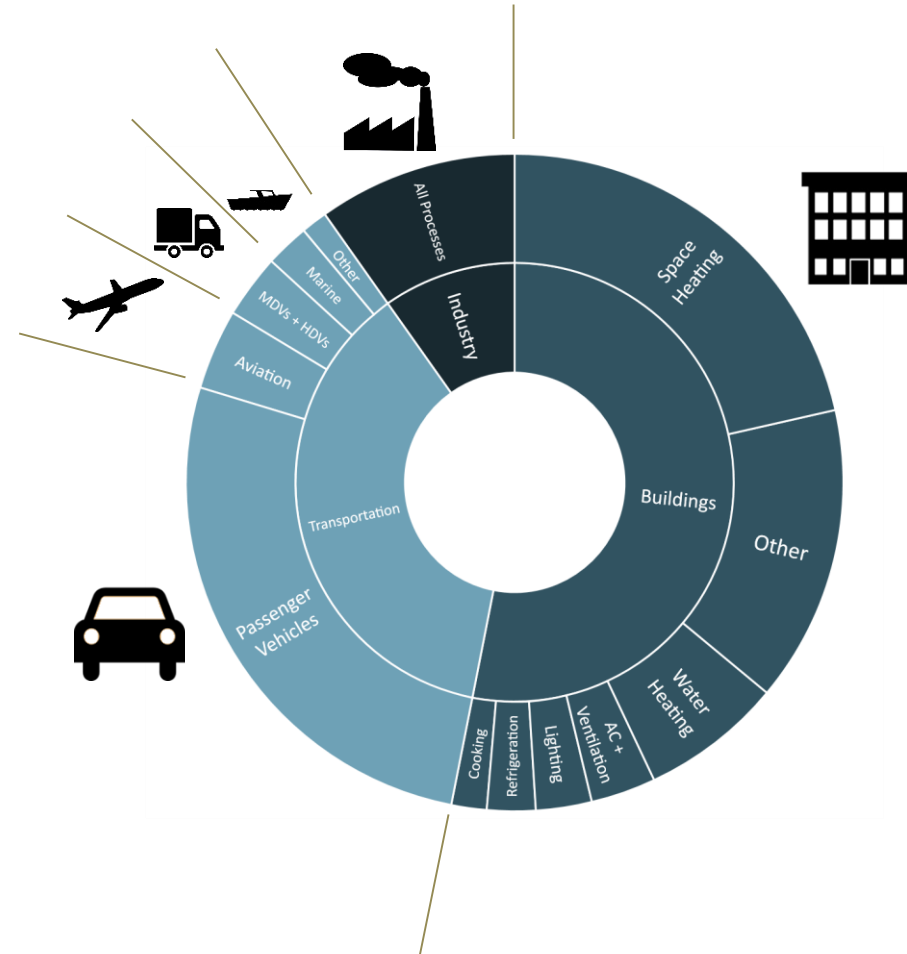 All Processes
Industry
Space
Heating
Buildings
Other
Water
Heating
AC +
Ventilation
Lighting
Refrigeration
Cooking
Transportation
Passenger
Vehicles
Aviation
MDVs + HDVs
Marine
Other